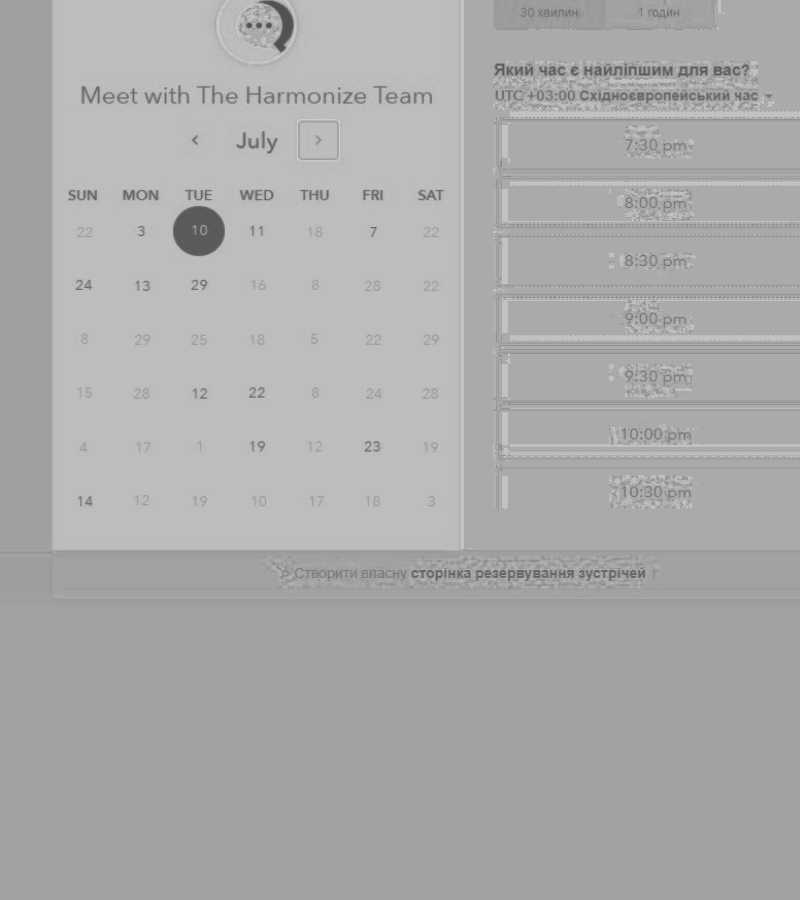 Meet with The Harmonize Team
‹ July ›
SUN MON TUE WED THU FRI SAT
22 3 10 11 18 7 22
24 13 29 16 8 28 22
8 29 25 18 5 22 29
15 28 12 22 8 24 28
4 17 1 19 12 23 19
14 12 19 10 17 18 3
30 хвилин 1 годин
Який час є найліпшим для вас?
UTC +03:00 Східноєвропейський час
7:30 pm
8:00 pm
8:30 pm
9:00 pm
9:30 pm
10:00 pm
10:30 pm
Створити власну сторінка резервування зустрічей